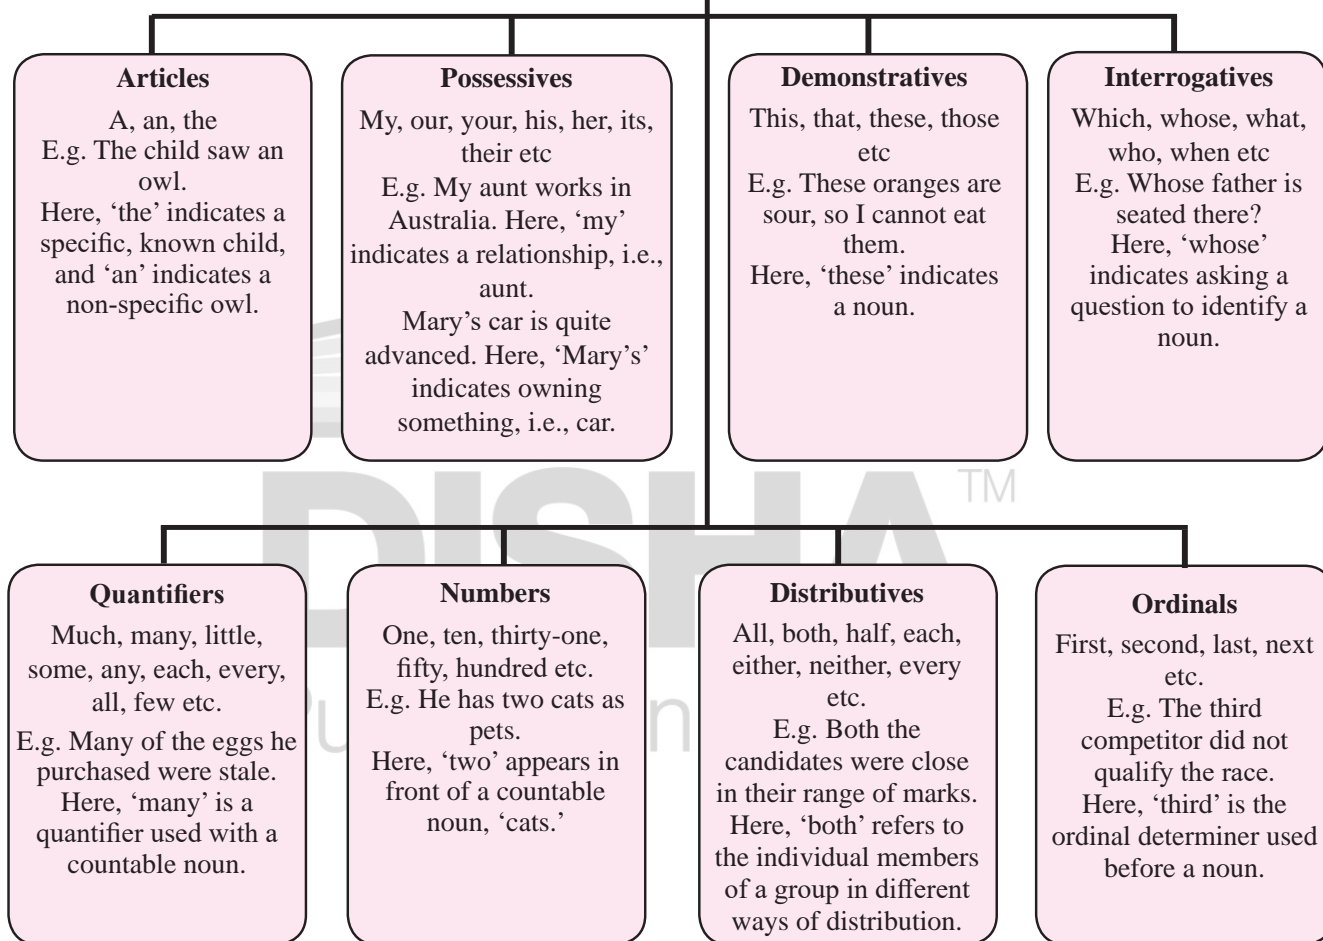 Articles
A, an, the
E.g. The child saw an
owl.
Here, ‘the’ indicates a
specific, known child,
and ‘an’ indicates a
non-specific owl.
Possessives
My, our, your, his, her, its,
their etc
E.g. My aunt works in
Australia. Here, ‘my’
indicates a relationship, i.e.,
aunt.
Mary’s car is quite
advanced. Here, ‘Mary’s’
indicates owning
something, i.e., car.
Demonstratives
This, that, these, those
etc
E.g. These oranges are
sour, so I cannot eat
them.
Here, ‘these’ indicates
a noun.
Interrogatives
Which, whose, what,
who, when etc
E.g. Whose father is
seated there?
Here, ‘whose’
indicates asking a
question to identify a
noun.
DISHA TM
Quantifiers
Much, many, little,
some, any, each, every,
all, few etc.
E.g. Many of the eggs he
purchased were stale.
Here, ‘many’ is a
quantifier used with a
countable noun.
Numbers
One, ten, thirty-one,
fifty, hundred etc.
E.g. He has two cats as
pets.
Here, ‘two’ appears in
front of a countable
noun, ‘cats.’
Distributives
All, both, half, each,
either, neither, every
etc.
E.g. Both the
candidates were close
in their range of marks.
Here, ‘both’ refers to
the individual members
of a group in different
ways of distribution.
Ordinals
First, second, last, next
etc.
E.g. The third
competitor did not
qualify the race.
Here, ‘third’ is the
ordinal determiner used
before a noun.